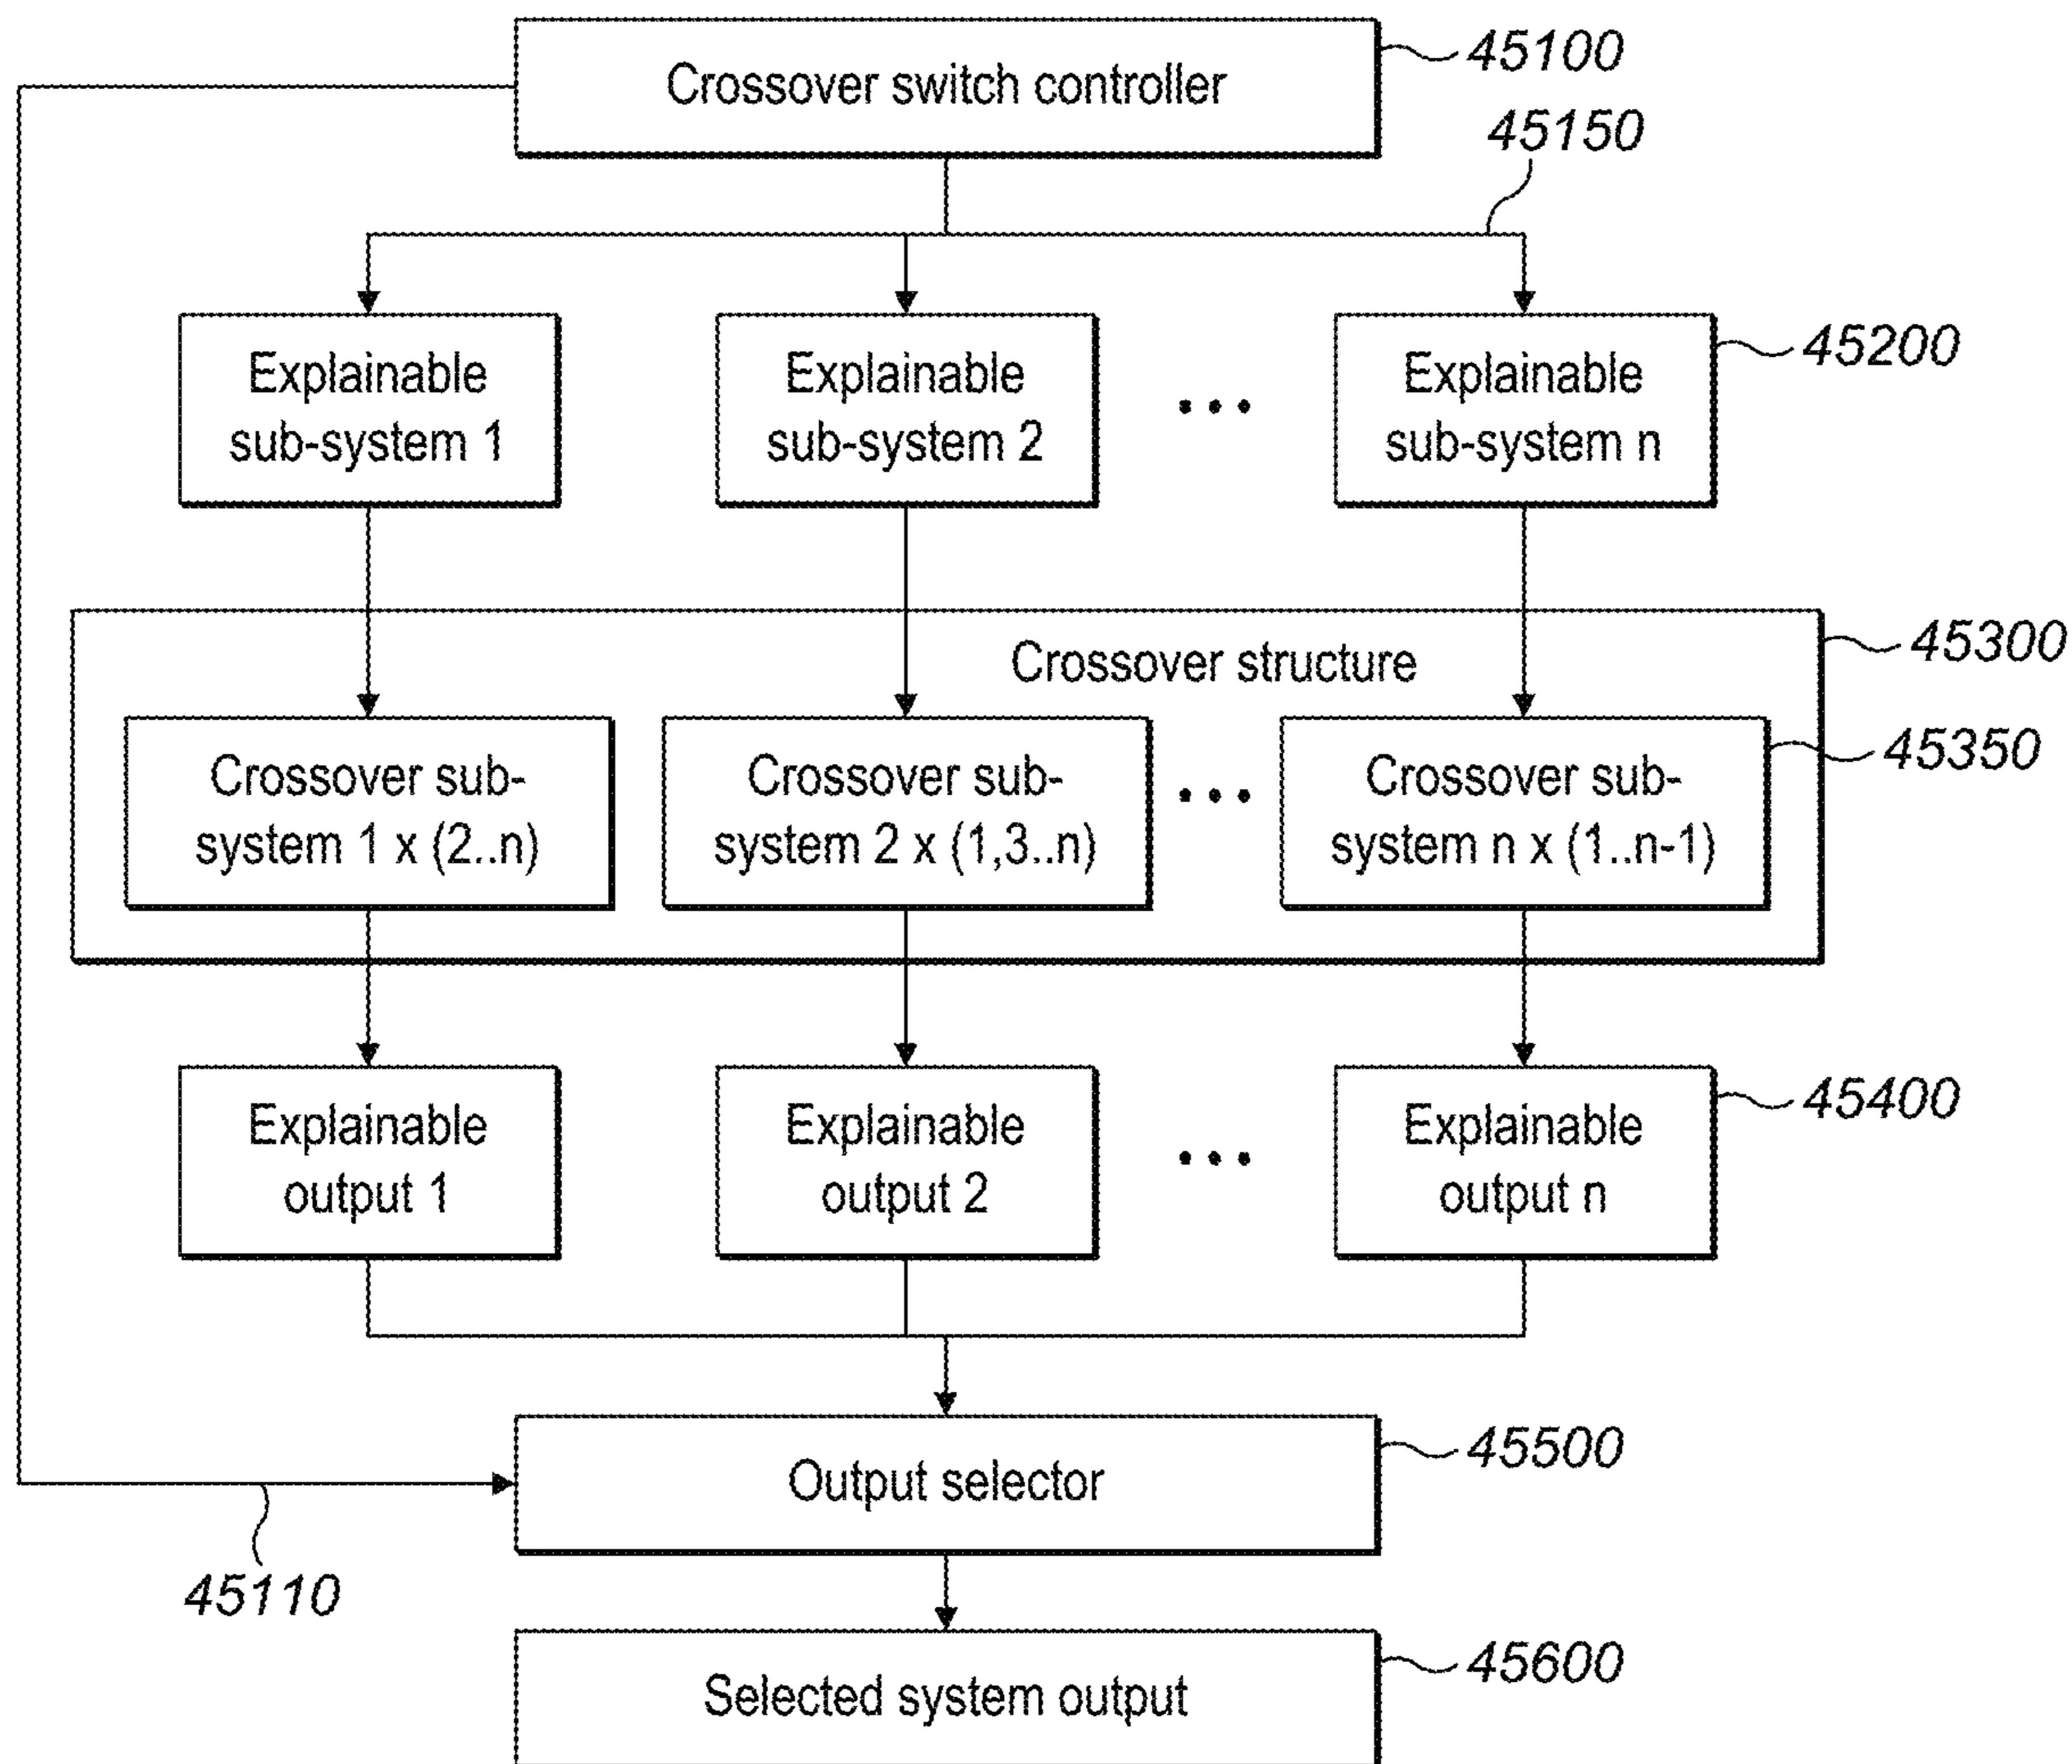 Crossover switch controller
45100
45150
Explainable
sub-system 1
Explainable
sub-system 2
...
Explainable
sub-system n
45200
Crossover structure
45300
Crossover sub-
system 1 x (2..n)
Crossover sub-
system 2 x (1,3..n)
...
Crossover sub-
system n x (1..n-1)
45350
Explainable
output 1
Explainable
output 2
...
Explainable
output n
45400
Output selector
45500
45110
Selected system output
45600